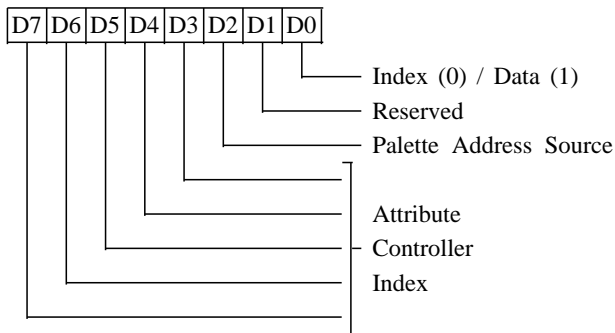 D7 D6 D5 D4 D3 D2 D1 D0
Index (0) / Data (1)
Reserved
Palette Address Source
Attribute
Controller
Index